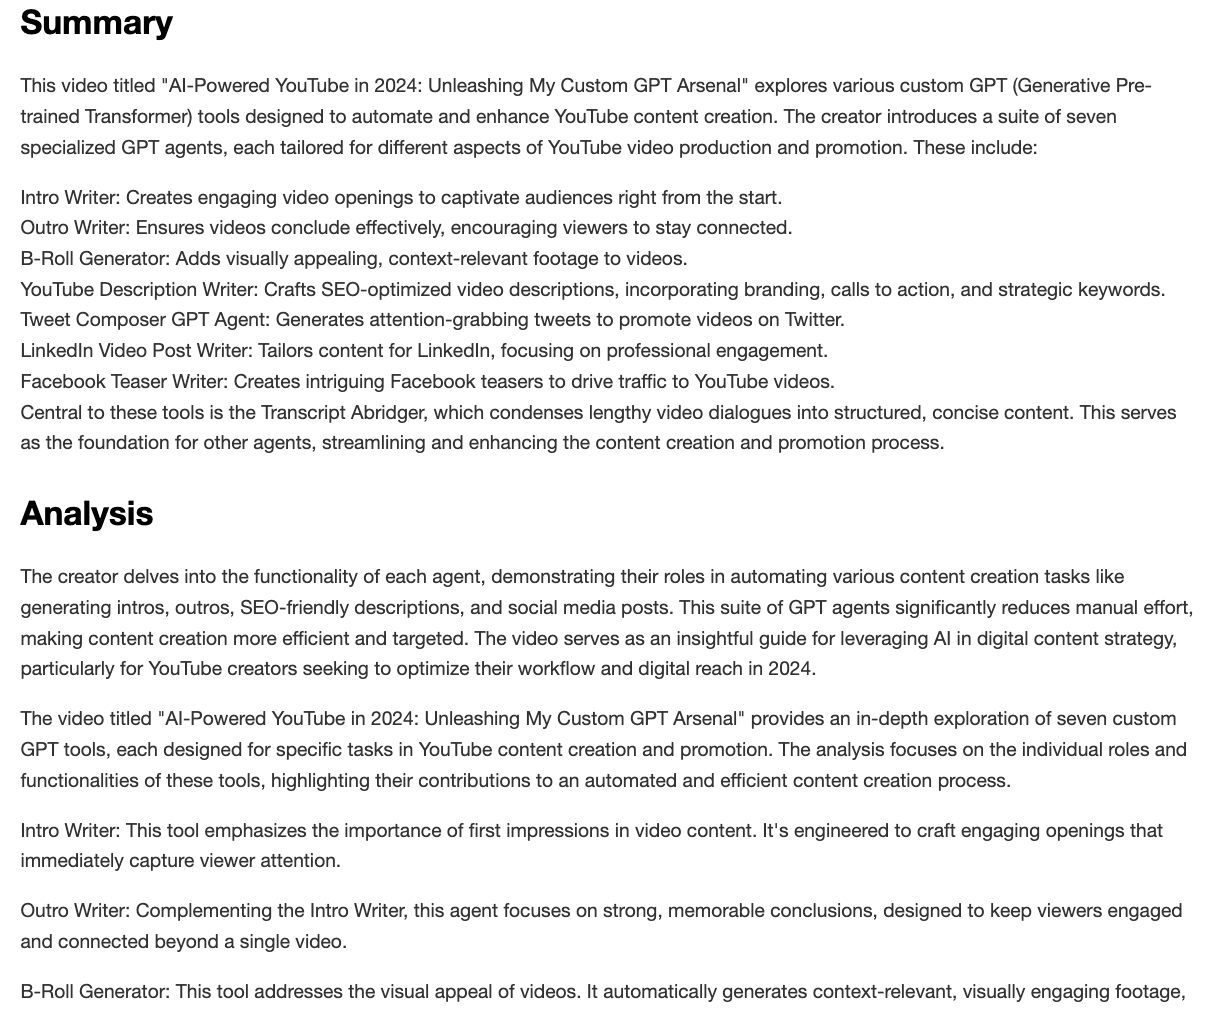 Summary
This video titled "AI-Powered YouTube in 2024: Unleashing My Custom GPT Arsenal" explores various custom GPT (Generative Pre-
trained Transformer) tools designed to automate and enhance YouTube content creation. The creator introduces a suite of seven
specialized GPT agents, each tailored for different aspects of YouTube video production and promotion. These include:
Intro Writer: Creates engaging video openings to captivate audiences right from the start.
Outro Writer: Ensures videos conclude effectively, encouraging viewers to stay connected.
B-Roll Generator: Adds visually appealing, context-relevant footage to videos.
YouTube Description Writer: Crafts SEO-optimized video descriptions, incorporating branding, calls to action, and strategic keywords.
Tweet Composer GPT Agent: Generates attention-grabbing tweets to promote videos on Twitter.
LinkedIn Video Post Writer: Tailors content for LinkedIn, focusing on professional engagement.
Facebook Teaser Writer: Creates intriguing Facebook teasers to drive traffic to YouTube videos.
Central to these tools is the Transcript Abridger, which condenses lengthy video dialogues into structured, concise content. This serves
as the foundation for other agents, streamlining and enhancing the content creation and promotion process.
Analysis
The creator delves into the functionality of each agent, demonstrating their roles in automating various content creation tasks like
generating intros, outros, SEO-friendly descriptions, and social media posts. This suite of GPT agents significantly reduces manual effort,
making content creation more efficient and targeted. The video serves as an insightful guide for leveraging AI in digital content strategy,
particularly for YouTube creators seeking to optimize their workflow and digital reach in 2024.
The video titled "AI-Powered YouTube in 2024: Unleashing My Custom GPT Arsenal" provides an in-depth exploration of seven custom
GPT tools, each designed for specific tasks in YouTube content creation and promotion. The analysis focuses on the individual roles and
functionalities of these tools, highlighting their contributions to an automated and efficient content creation process.
Intro Writer: This tool emphasizes the importance of first impressions in video content. It's engineered to craft engaging openings that
immediately capture viewer attention.
Outro Writer: Complementing the Intro Writer, this agent focuses on strong, memorable conclusions, designed to keep viewers engaged
and connected beyond a single video.
B-Roll Generator: This tool addresses the visual appeal of videos. It automatically generates context-relevant, visually engaging footage,